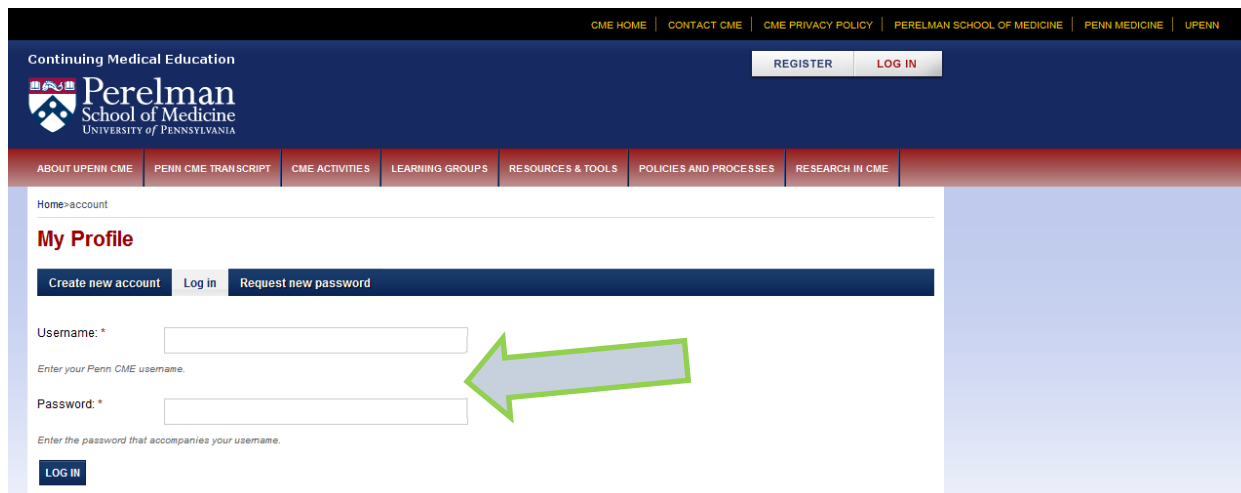 CME HOME | CONTACT CME | CME PRIVACY POLICY | PERELMAN SCHOOL OF MEDICINE | PENN MEDICINE | UPENN
Continuing Medical Education
REGISTER LOG IN
Perelman
School of Medicine
UNIVERSITY of PENNSYLVANIA
ABOUT UPENN CME PENN CME TRANSCRIPT CME ACTIVITIES LEARNING GROUPS RESOURCES & TOOLS POLICIES AND PROCESSES RESEARCH IN CME
Home>account
My Profile
Create new account Log in Request new password
Username: *
Enter your Penn CME username.
Password: *
Enter the password that accompanies your username.
LOG IN